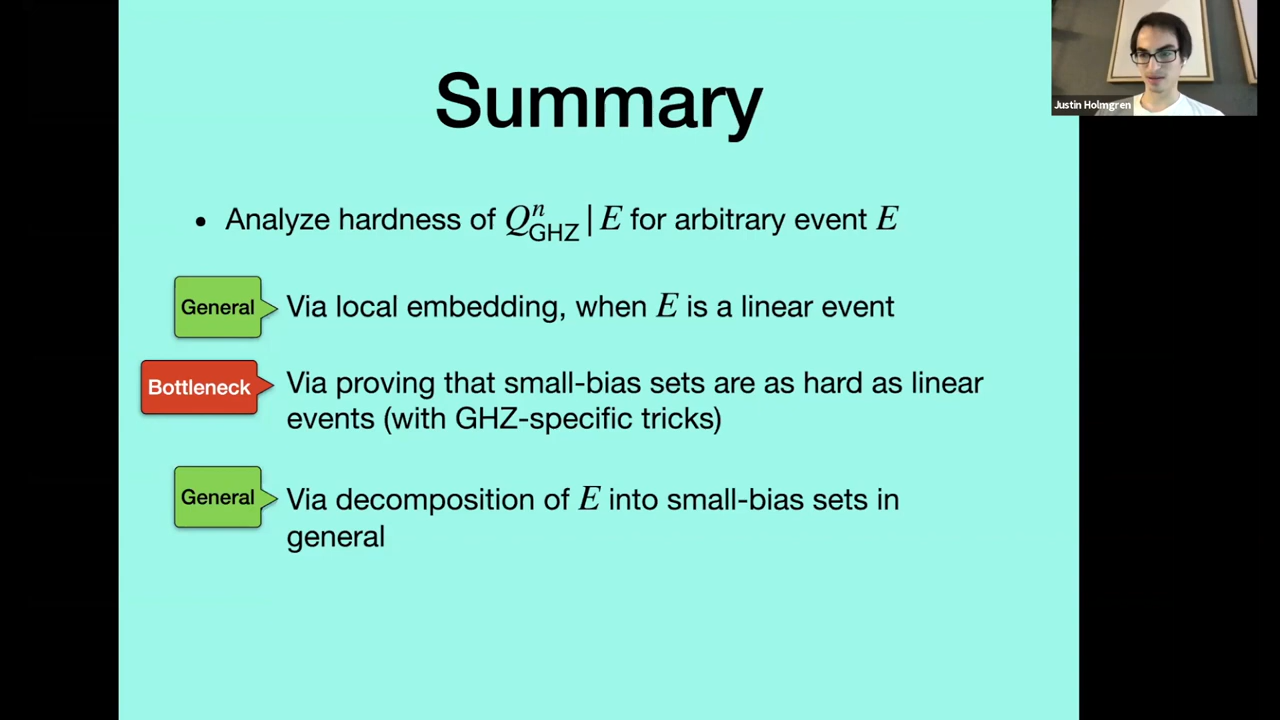 Justin Holmgren
Summary
• Analyze hardness of Q^n_GHZ | E for arbitrary event E
General
Via local embedding, when E is a linear event
Bottleneck
Via proving that small-bias sets are as hard as linear
events (with GHZ-specific tricks)
General
Via decomposition of E into small-bias sets in
general